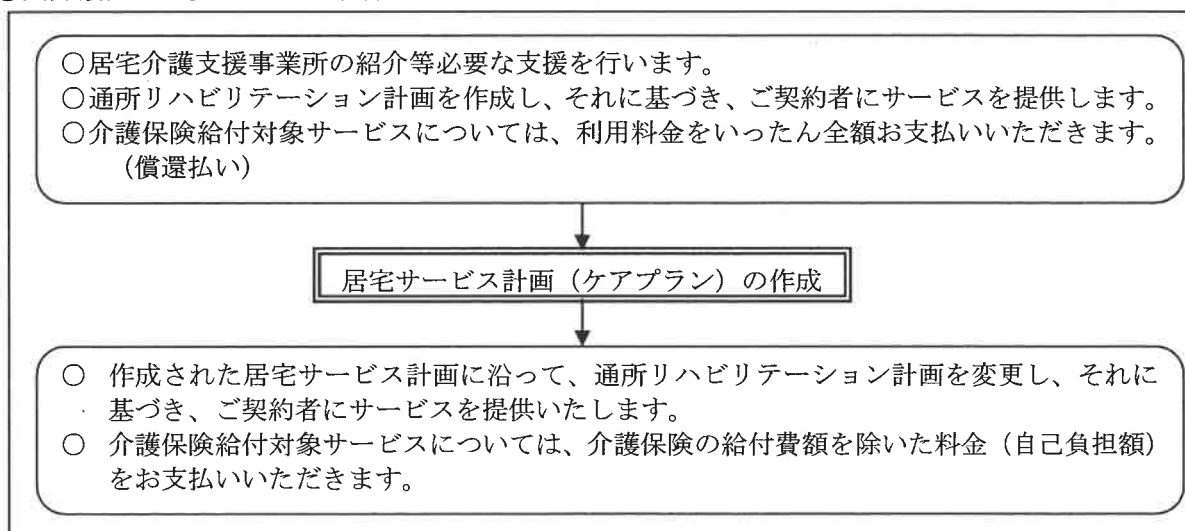 ○居宅介護支援事業所の紹介等必要な支援を行います。
○通所リハビリテーション計画を作成し、それに基づき、ご契約者にサービスを提供します。
○介護保険給付対象サービスについては、利用料金をいったん全額お支払いいただきます。
（償還払い）
居宅サービス計画（ケアプラン）の作成
○ 作成された居宅サービス計画に沿って、通所リハビリテーション計画を変更し、それに
基づき、ご契約者にサービスを提供いたします。
○ 介護保険給付対象サービスについては、介護保険の給付費額を除いた料金（自己負担額）
をお支払いいただきます。